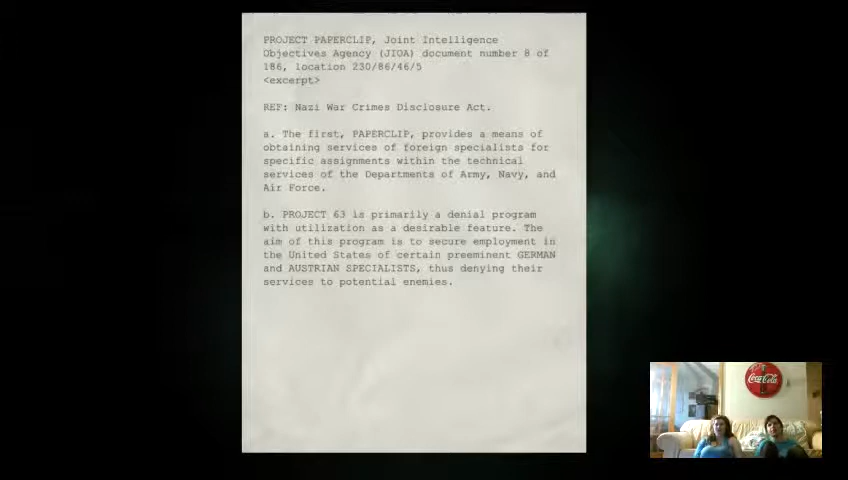 PROJECT PAPERCLIP, Joint Intelligence
Objectives Agency (JIOA) document number 8 of
186, location 230/86/46/5
<excerpt>
REF: Nazi War Crimes Disclosure Act.
a. The first, PAPERCLIP, provides a means of
obtaining services of foreign specialists for
specific assignments within the technical
services of the Departments of Army, Navy, and
Air Force.
b. PROJECT 63 is primarily a denial program
with utilization as a desirable feature. The
aim of this program is to secure employment in
the United States of certain preeminent GERMAN
and AUSTRIAN SPECIALISTS, thus denying their
services to potential enemies.
Coca-Cola